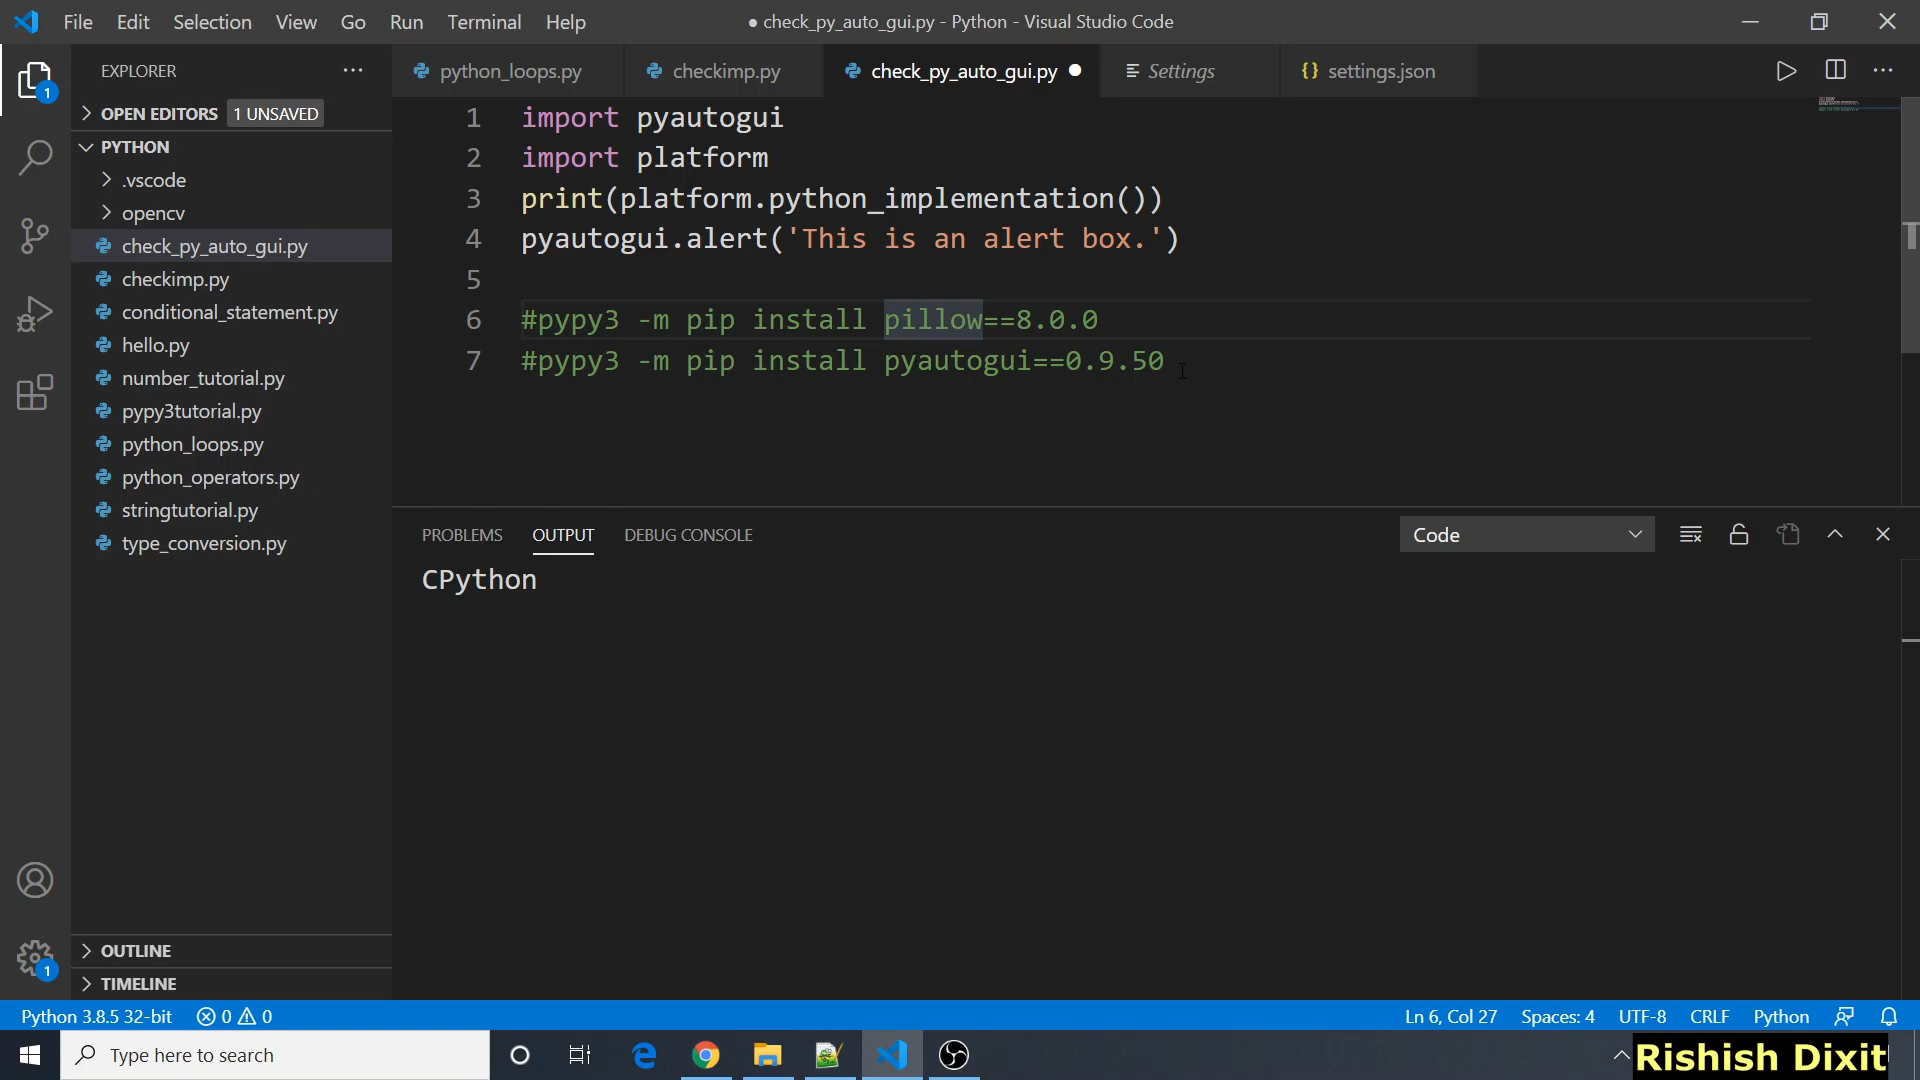 File Edit Selection View Go Run Terminal Help
● check_py_auto_gui.py - Python - Visual Studio Code
EXPLORER
python_loops.py
checkimp.py
check_py_auto_gui.py
Settings
settings.json
OPEN EDITORS 1 UNSAVED
PYTHON
.vscode
opencv
check_py_auto_gui.py
checkimp.py
conditional_statement.py
hello.py
number_tutorial.py
pypy3tutorial.py
python_loops.py
python_operators.py
stringtutorial.py
type_conversion.py
OUTLINE
TIMELINE
1 import pyautogui
2 import platform
3 print(platform.python_implementation())
4 pyautogui.alert('This is an alert box.')
5
6 #pypy3 -m pip install pillow==8.0.0
7 #pypy3 -m pip install pyautogui==0.9.50
PROBLEMS OUTPUT DEBUG CONSOLE
Code
CPython
1
1
Python 3.8.5 32-bit 0 0
Ln 6, Col 27 Spaces: 4 UTF-8 CRLF Python
Type here to search
Rishish Dixit